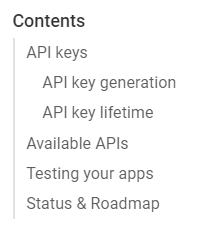 Contents
API keys
API key generation
API key lifetime
Available APIs
Testing your apps
Status & Roadmap